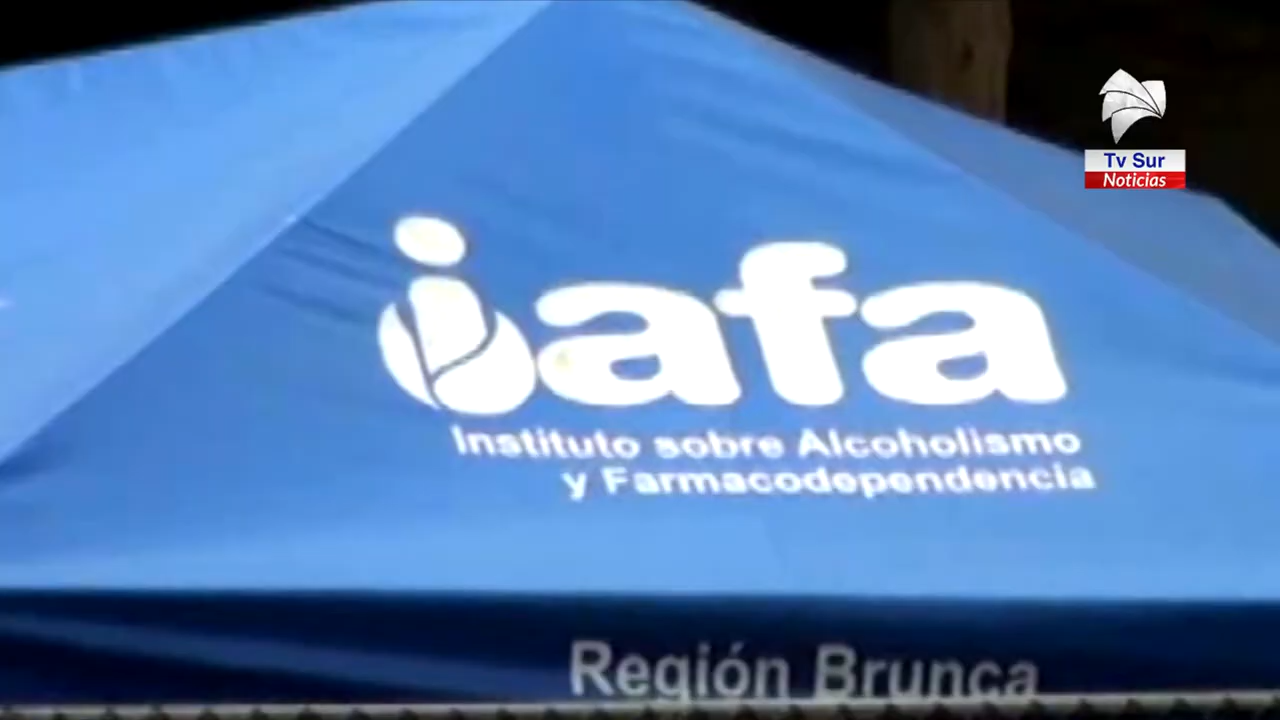 Tv Sur
Noticias
iafa
Instituto sobre Alcoholismo
y Farmacodependencia
Región Brunca